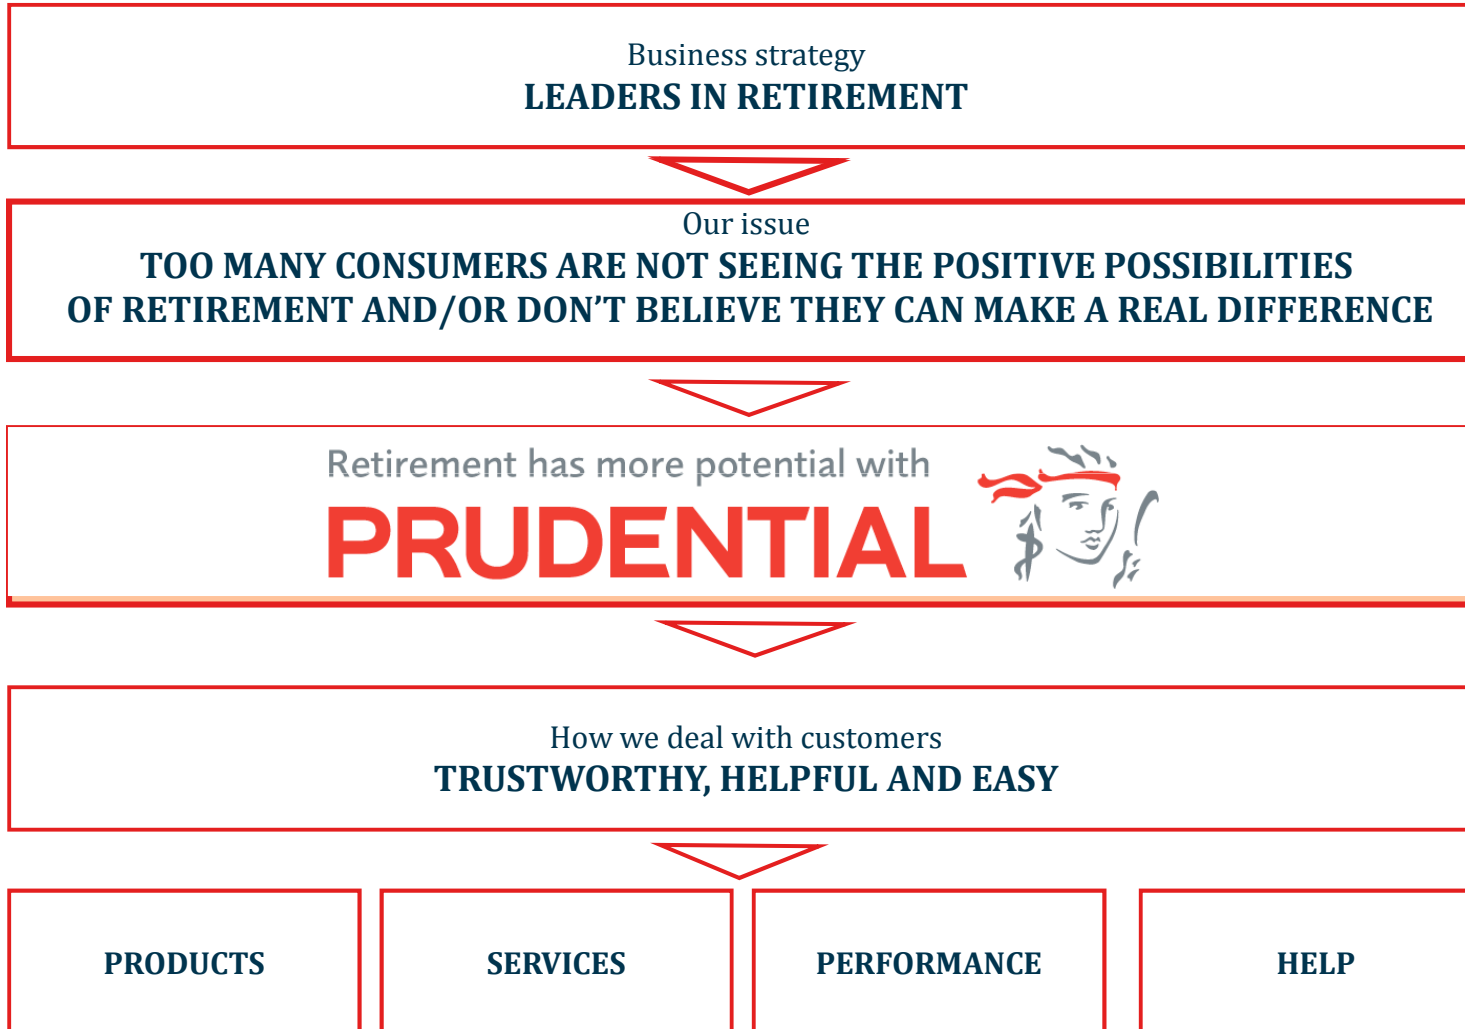 Business strategy
LEADERS IN RETIREMENT
Our issue
TOO MANY CONSUMERS ARE NOT SEEING THE POSITIVE POSSIBILITIES
OF RETIREMENT AND/OR DON’T BELIEVE THEY CAN MAKE A REAL DIFFERENCE
Retirement has more potential with
PRUDENTIAL
How we deal with customers
TRUSTWORTHY, HELPFUL AND EASY
PRODUCTS
SERVICES
PERFORMANCE
HELP